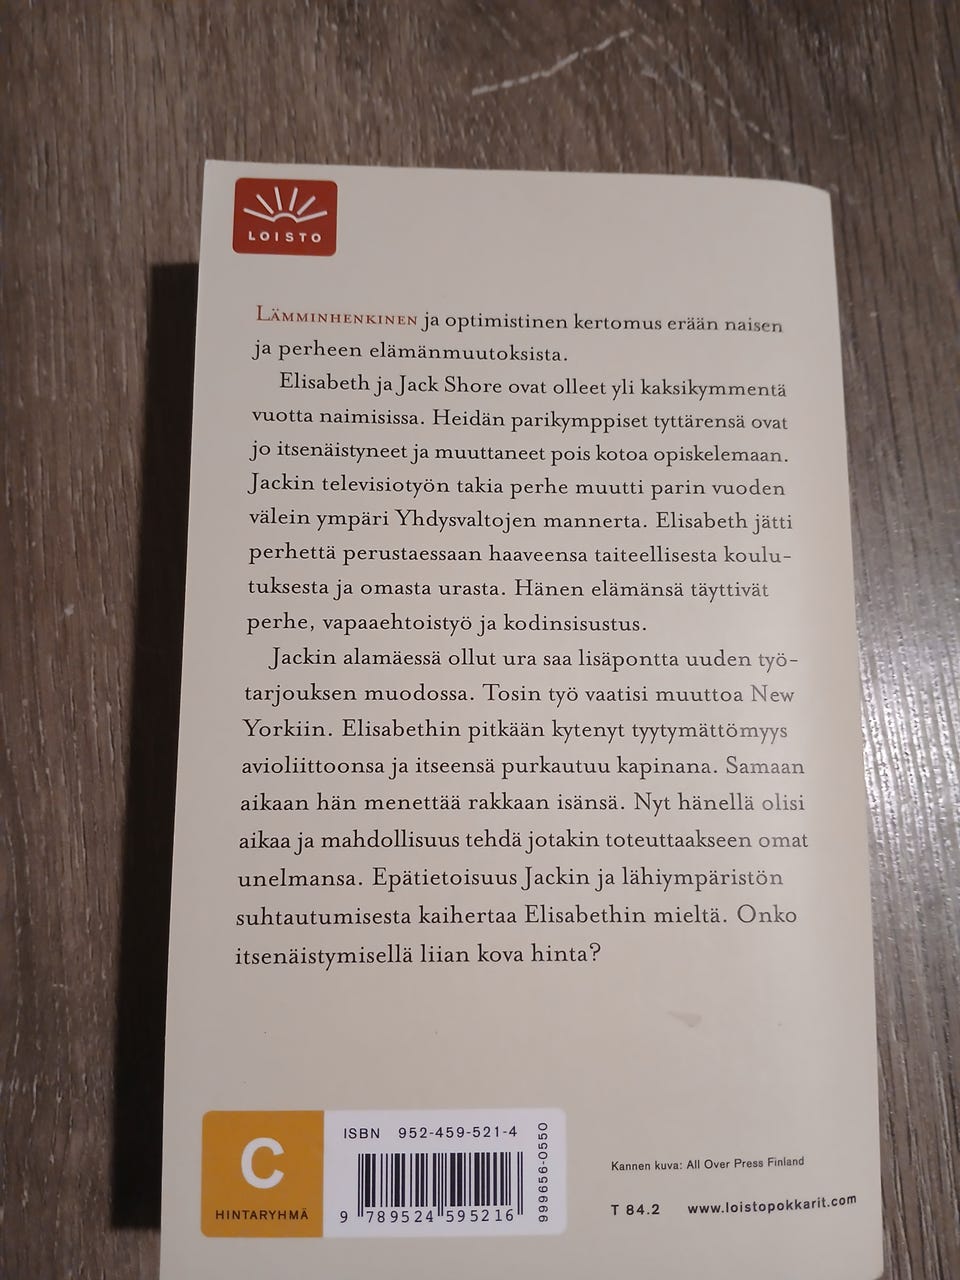 LOISTO
LÄMMINHENKINEN ja optimistinen kertomus erään naisen
ja perheen elämänmuutoksista.
Elisabeth ja Jack Shore ovat olleet yli kaksikymmentä
vuotta naimisissa. Heidän parikymppiset tyttärensä ovat
jo itsenäistyneet ja muuttaneet pois kotoa opiskelemaan.
Jackin televisiotyön takia perhe muutti parin vuoden
välein ympäri Yhdysvaltojen mannerta. Elisabeth jätti
perhettä perustaessaan haaveensa taiteellisesta koulu-
tuksesta ja omasta urasta. Hänen elämänsä täyttivät
perhe, vapaaehtoistyö ja kodinsisustus.
Jackin alamäessä ollut ura saa lisäpontta uuden työ-
tarjouksen muodossa. Tosin työ vaatisi muuttoa New
Yorkiin. Elisabethin pitkään kytenyt tyytymättömyys
avioliittoonsa ja itseensä purkautuu kapinana. Samaan
aikaan hän menettää rakkaan isänsä. Nyt hänellä olisi
aikaa ja mahdollisuus tehdä jotakin toteuttaakseen omat
unelmansa. Epätietoisuus Jackin ja lähiympäristön
suhtautumisesta kaihertaa Elisabethin mieltä. Onko
itsenäistymisellä liian kova hinta?
C
HINTARYHMÄ
ISBN 952-459-521-4
9 789524 595216
999656-0550
Kannen kuva: All Over Press Finland
T 84.2 www.loistopokkarit.com